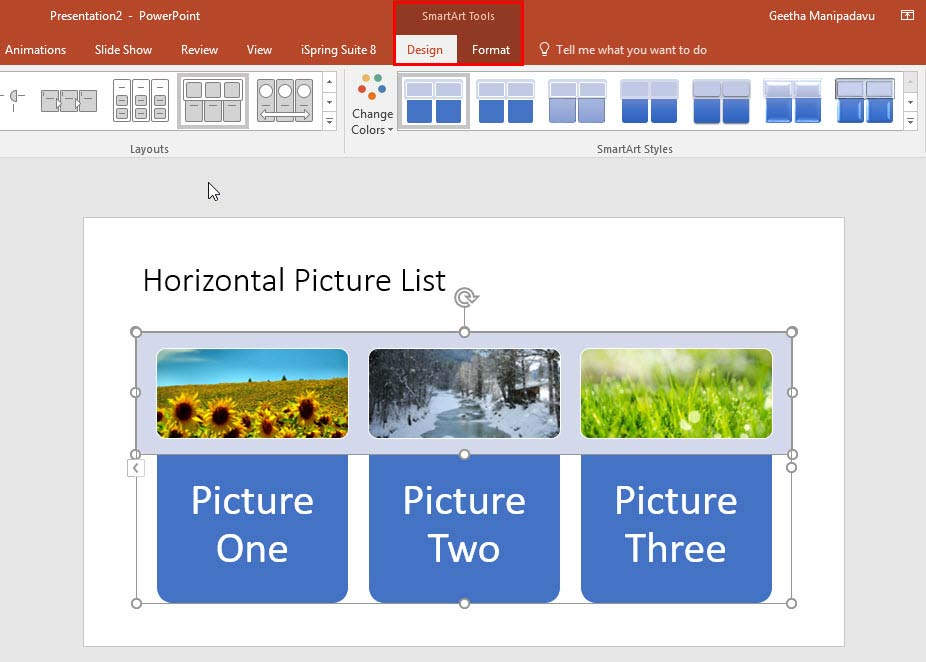 Presentation2 - PowerPoint
SmartArt Tools
Geetha Manipadavu
Animations
Slide Show
Review
View
iSpring Suite 8
Design
Format
Tell me what you want to do
Change
Colors
Layouts
SmartArt Styles
Horizontal Picture List
Picture
One
Picture
Two
Picture
Three